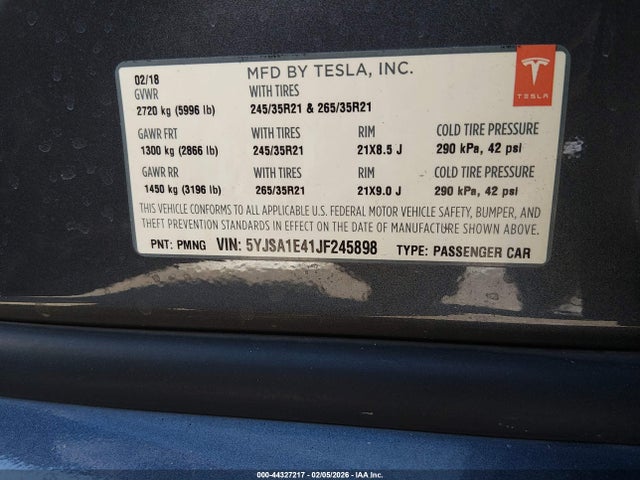 02/18 MFD BY TESLA, INC.
GVWR WITH TIRES
2720 kg (5996 lb) 245/35R21 & 265/35R21
TESLA
GAWR FRT WITH TIRES RIM COLD TIRE PRESSURE
1300 kg (2866 lb) 245/35R21 21X8.5 J 290 kPa, 42 psi
GAWR RR WITH TIRES RIM COLD TIRE PRESSURE
1450 kg (3196 lb) 265/35R21 21X9.0 J 290 kPa, 42 psi
THIS VEHICLE CONFORMS TO ALL APPLICABLE U.S. FEDERAL MOTOR VEHICLE SAFETY, BUMPER, AND
THEFT PREVENTION STANDARDS IN EFFECT ON THE DATE OF MANUFACTURE SHOWN ABOVE.
PNT: PMNG VIN: 5YJSA1E41JF245898 TYPE: PASSENGER CAR
000-44327217 - 02/05/2026 - IAA Inc.